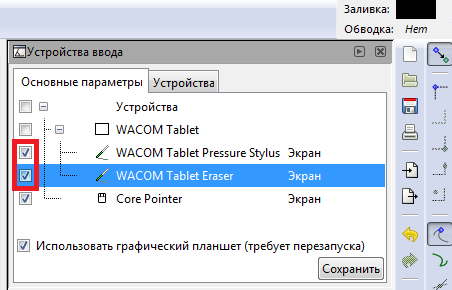 Заливка:
Обводка: Нет
Устройства ввода
Основные параметры Устройства
Устройства
WACOM Tablet
WACOM Tablet Pressure Stylus Экран
WACOM Tablet Eraser Экран
Core Pointer Экран
Использовать графический планшет (требует перезапуска)
Сохранить